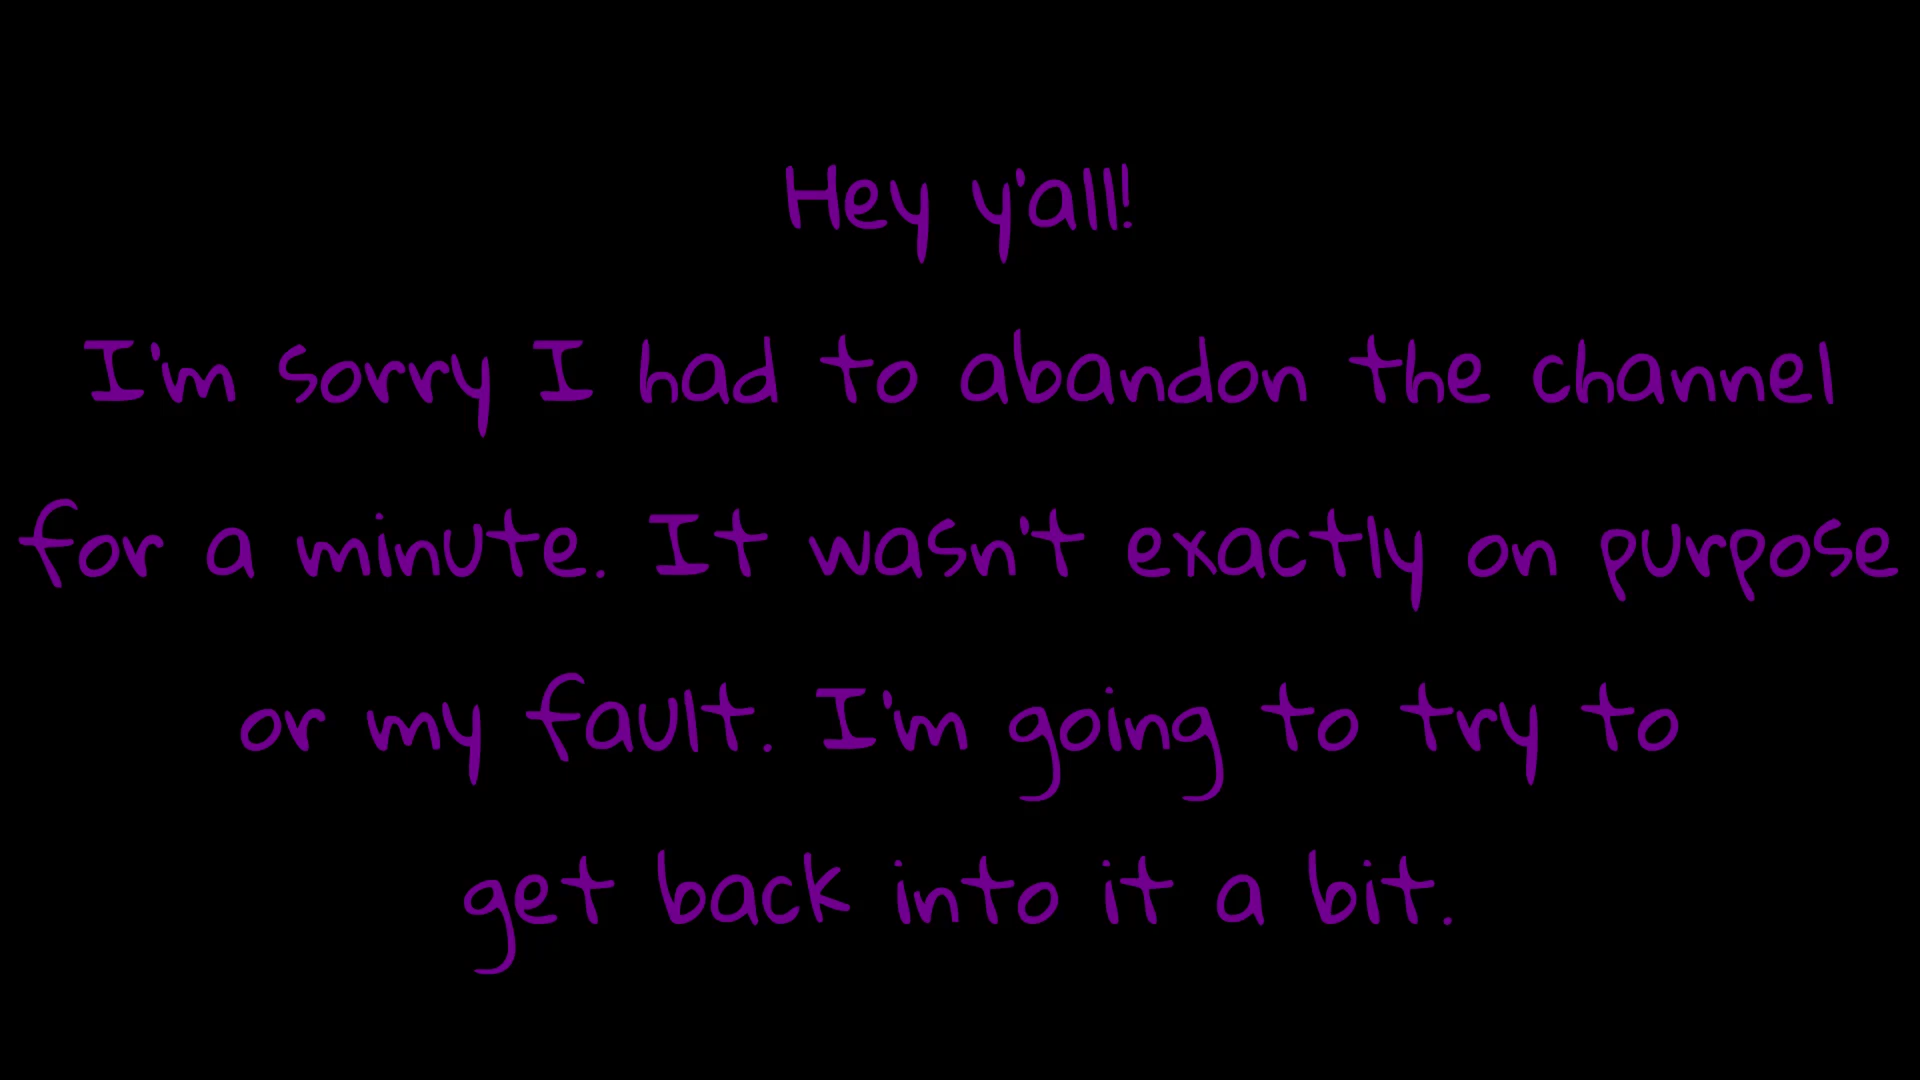 Hey y'all!
I'm sorry I had to abandon the channel
for a minute. It wasn't exactly on purpose
or my fault. I'm going to try to
get back into it a bit.